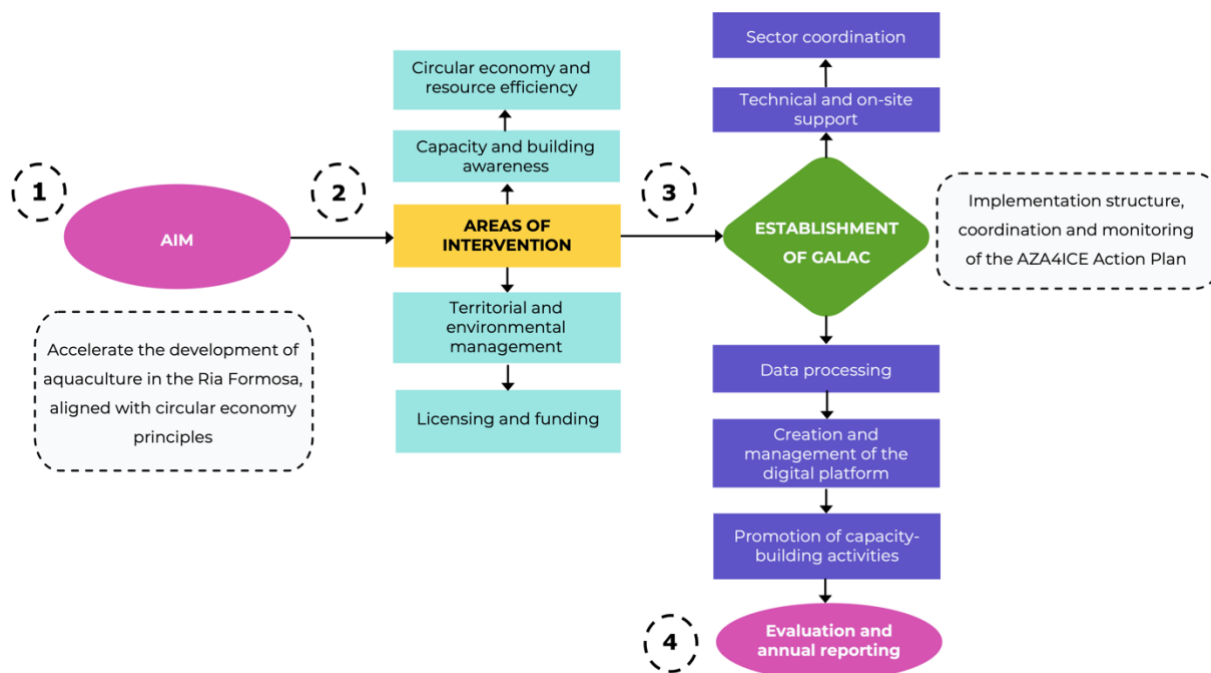 1
AIM
Accelerate the development of
aquaculture in the Ria Formosa,
aligned with circular economy
principles
2
Circular economy and
resource efficiency
Capacity and building
awareness
AREAS OF
INTERVENTION
Territorial and
environmental
management
Licensing and funding
3
Sector coordination
Technical and on-site
support
ESTABLISHMENT
OF GALAC
Implementation structure,
coordination and monitoring
of the AZA4ICE Action Plan
Data processing
Creation and
management of the
digital platform
Promotion of capacity-
building activities
4
Evaluation and
annual reporting